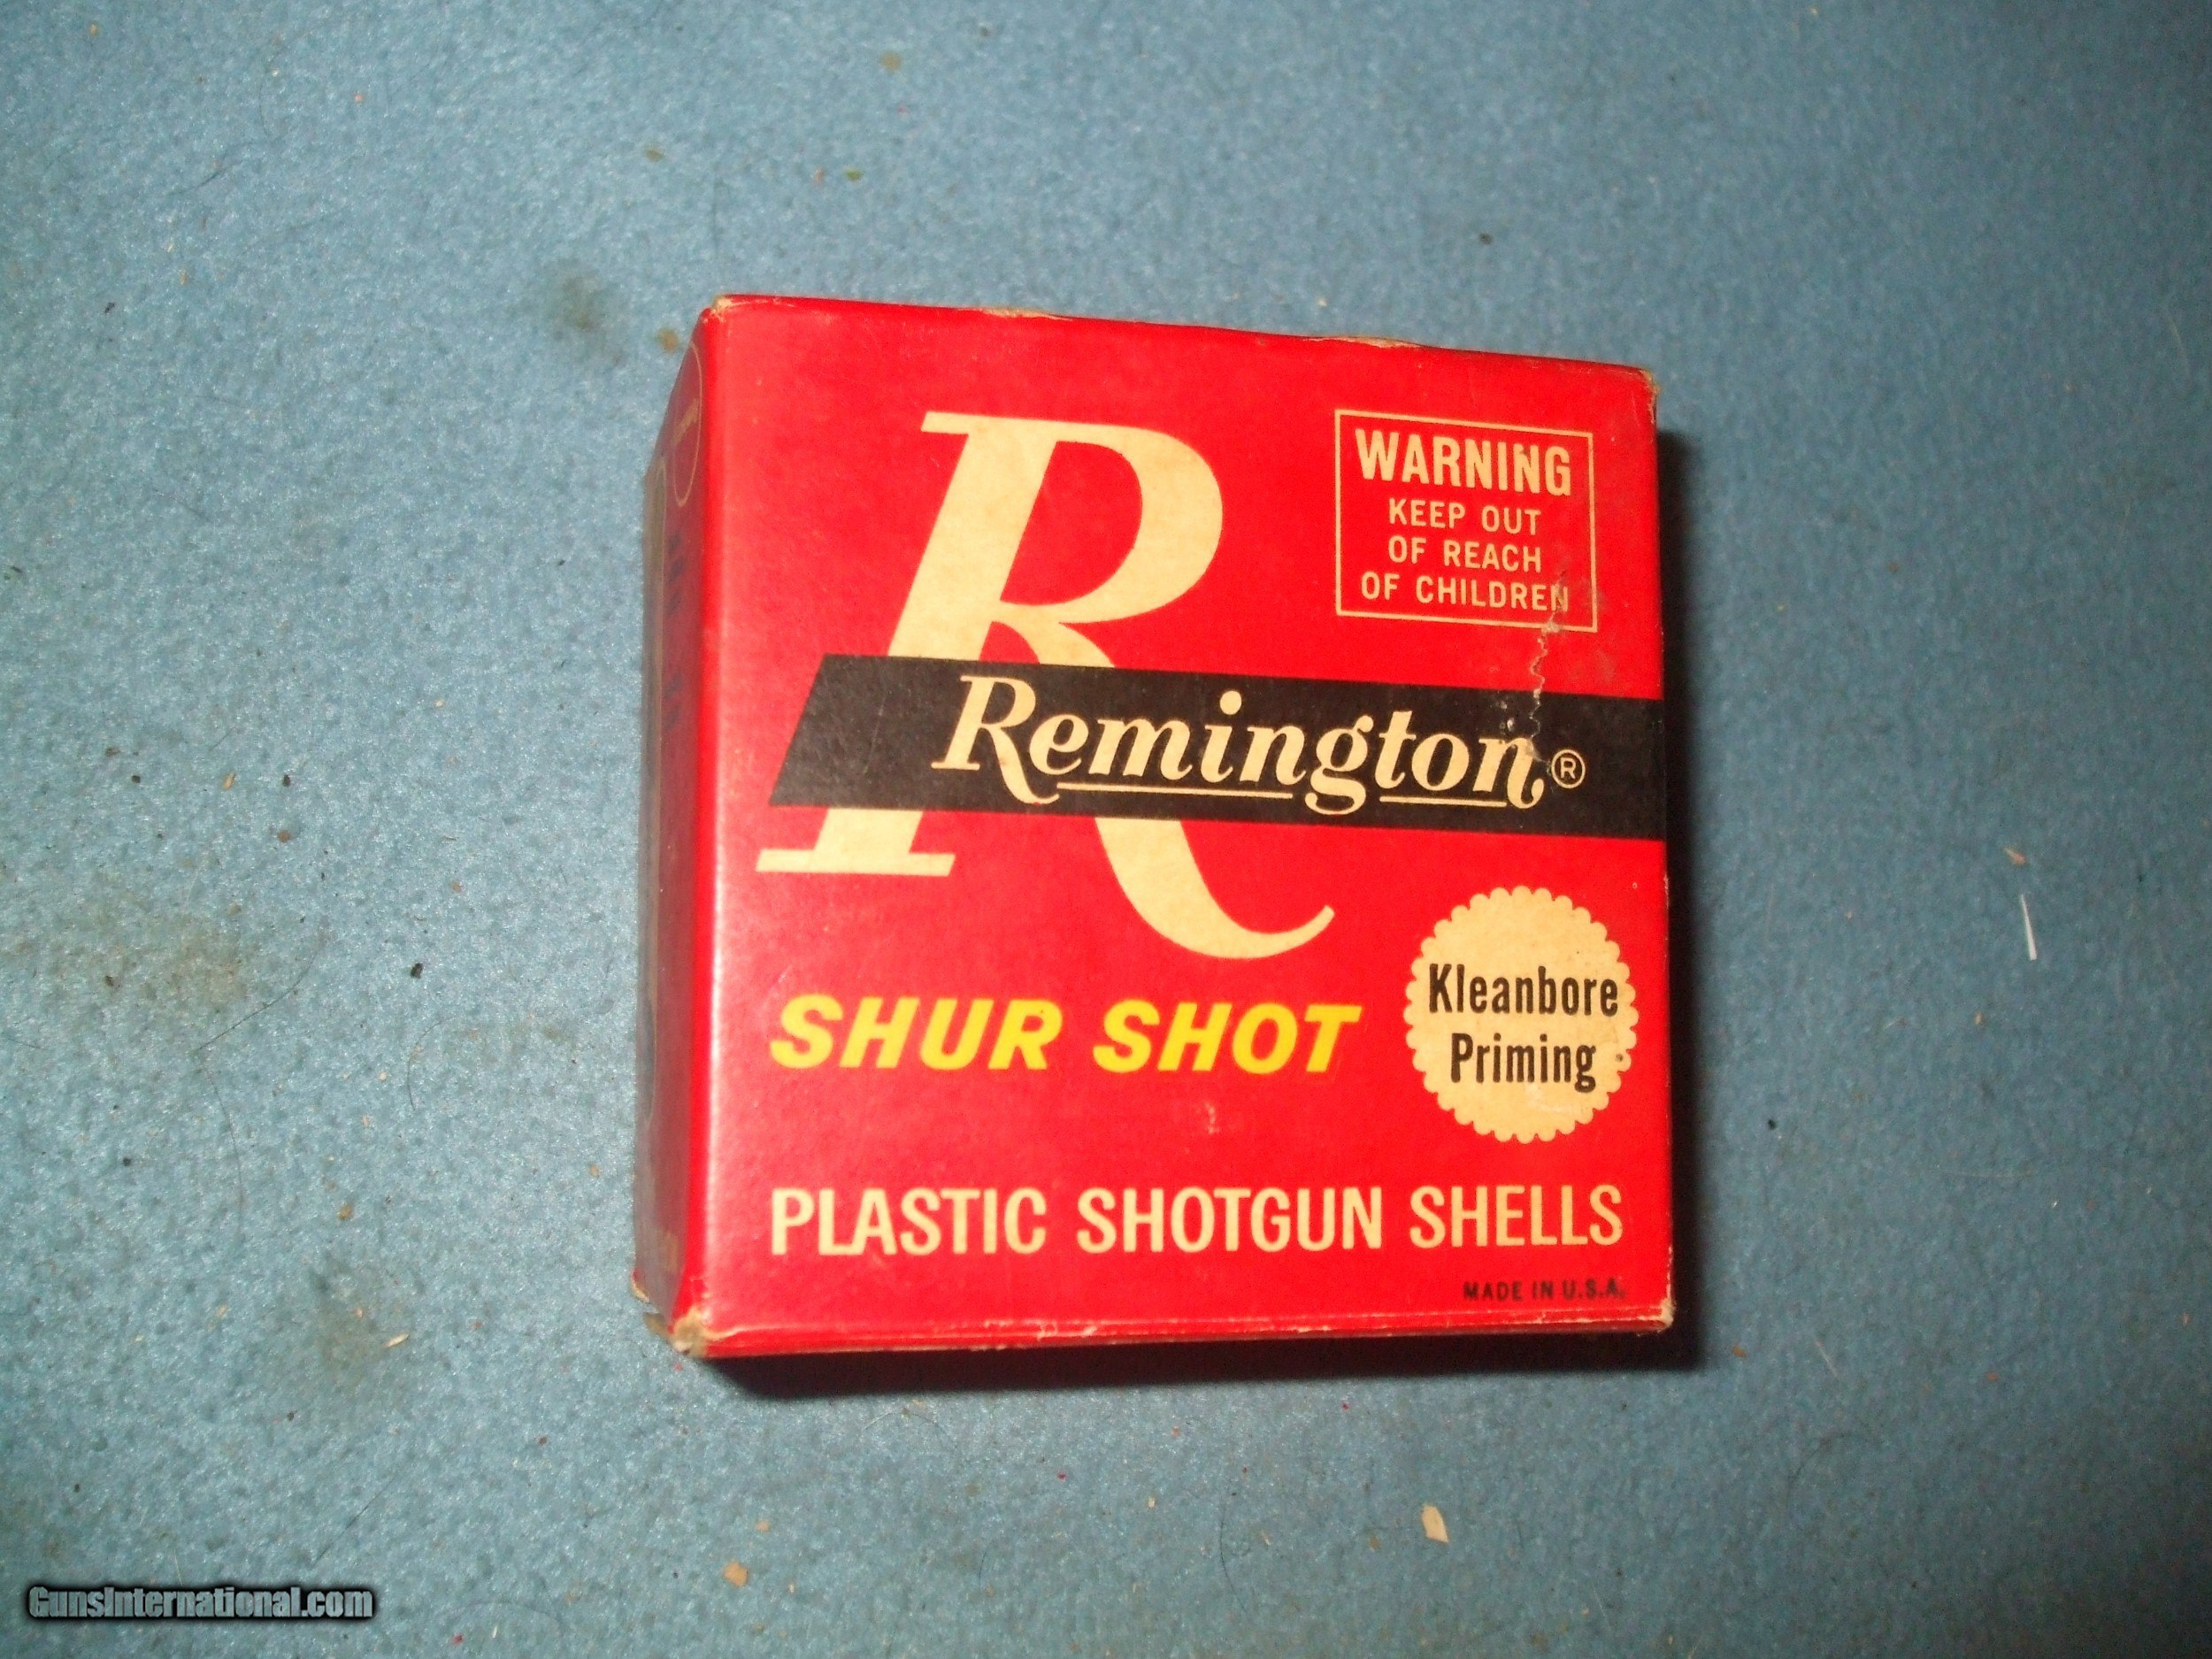 WARNING
KEEP OUT
OF REACH
OF CHILDREN
R
Remington®
SHUR SHOT
Kleanbore
Priming
PLASTIC SHOTGUN SHELLS
MADE IN U.S.A.
GunsInternational.com